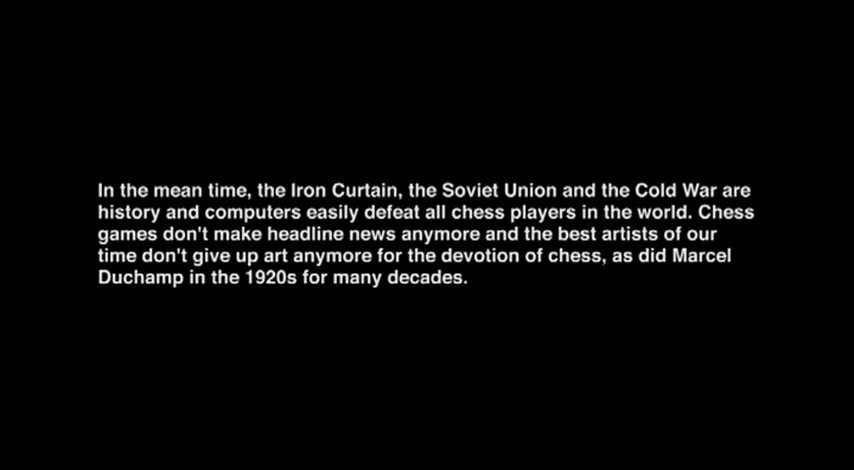 In the mean time, the Iron Curtain, the Soviet Union and the Cold War are
history and computers easily defeat all chess players in the world. Chess
games don't make headline news anymore and the best artists of our
time don't give up art anymore for the devotion of chess, as did Marcel
Duchamp in the 1920s for many decades.